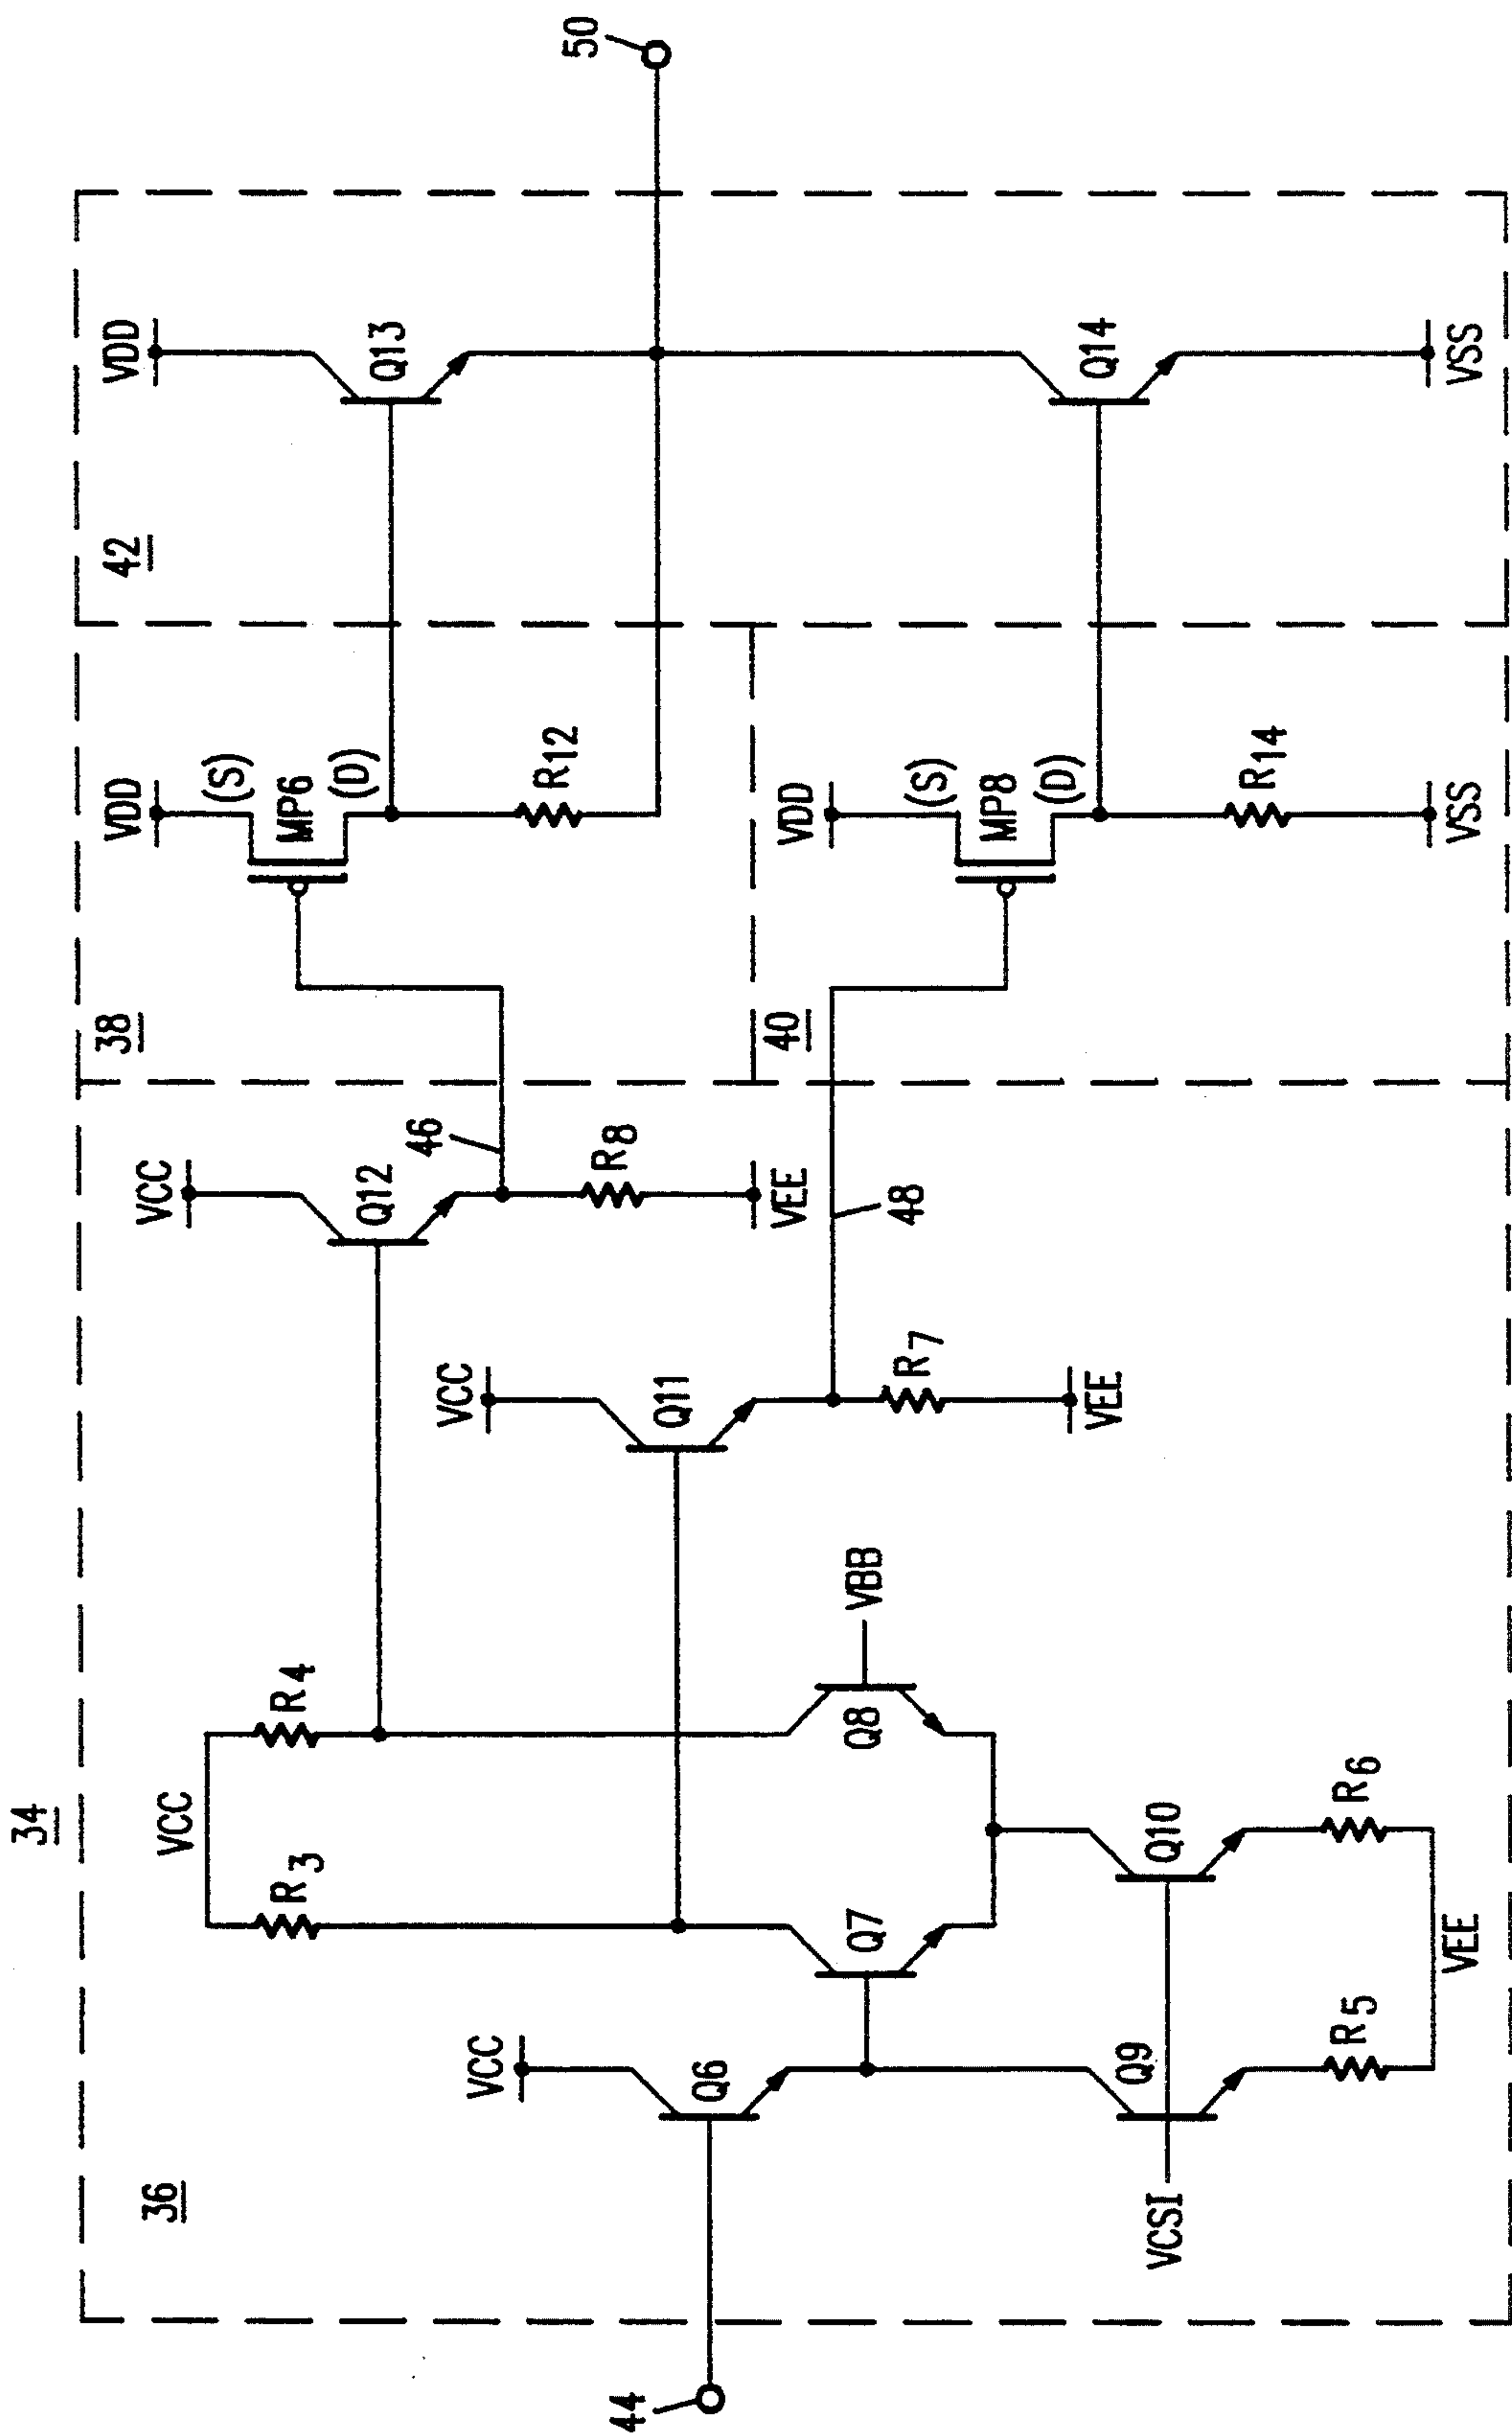 34
36
44
VCC
Q6
VCSI
Q9
R5
VEE
VCC
R3
R4
Q7
Q8
VBB
Q10
R6
VCC
Q11
R7
VEE
48
VCC
Q12
46
R8
VEE
38
VDD
(S)
MP6
(D)
R12
40
VDD
(S)
MP8
(D)
R14
VSS
42
VDD
Q13
Q14
VSS
50